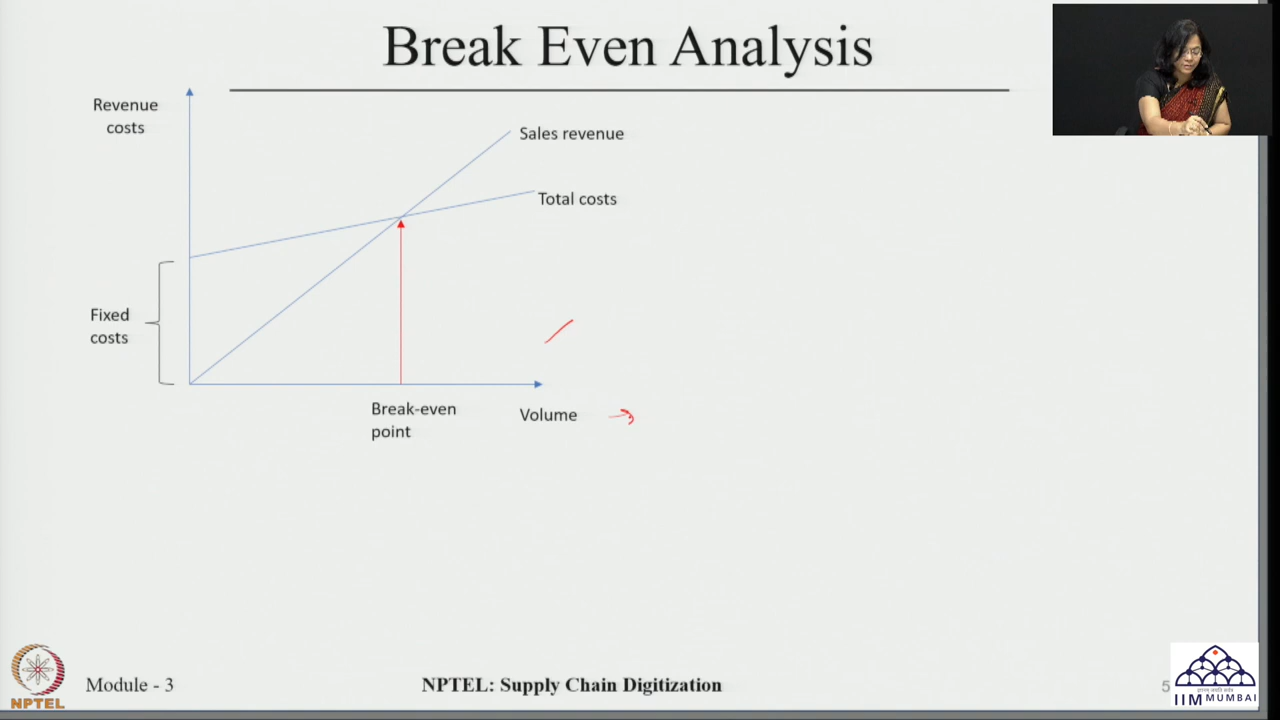 Break Even Analysis
Revenue
costs
Sales revenue
Total costs
Fixed
costs
Break-even
point
Volume
NPTEL
Module - 3
NPTEL: Supply Chain Digitization
5
IIM MUMBAI